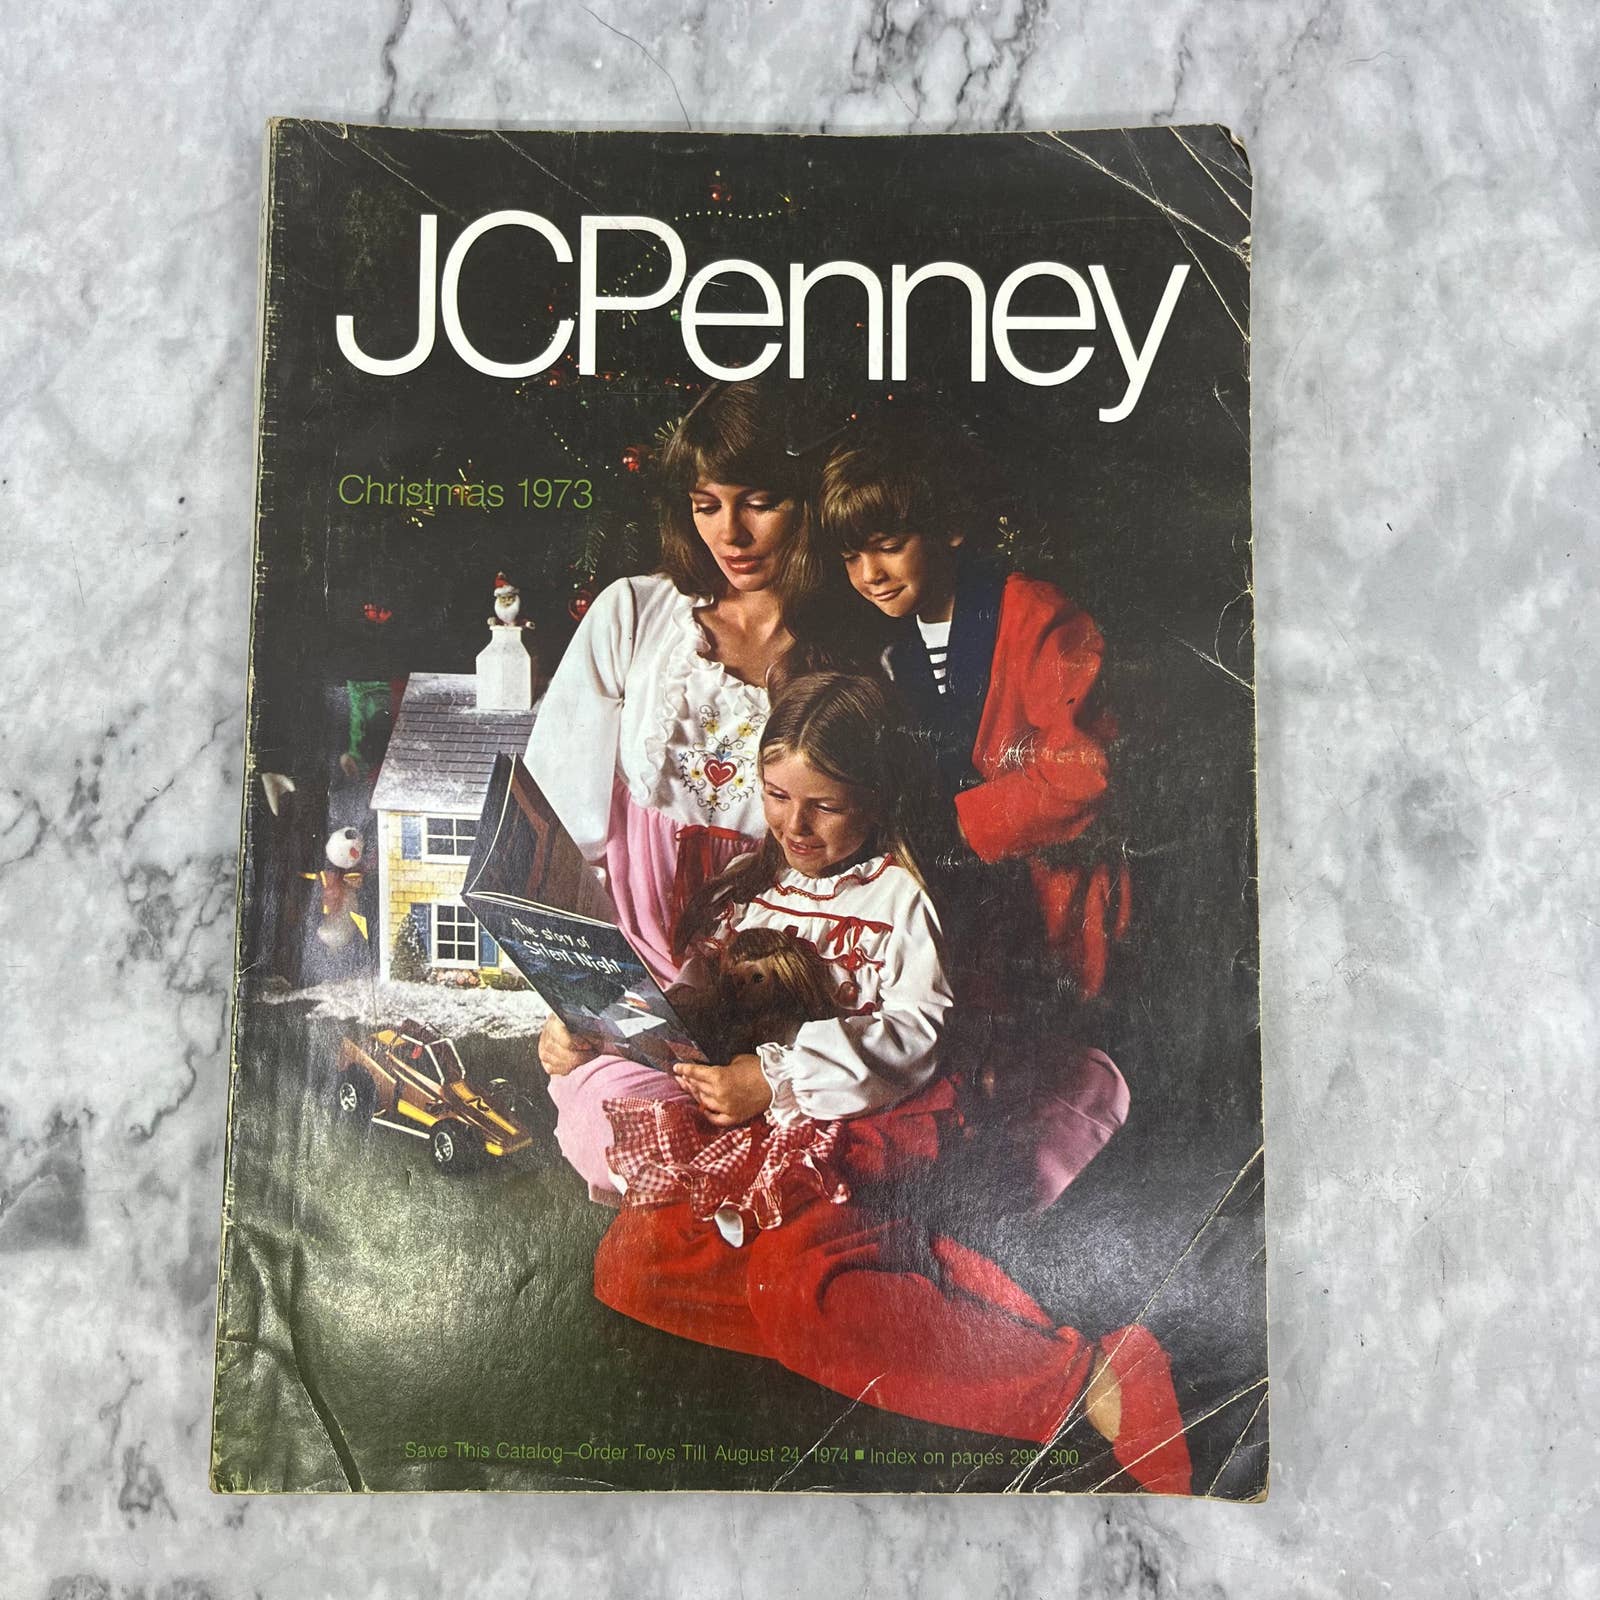 JCPenney
Christmas 1973
the story of
Silent Night
Save This Catalog—Order Toys Till August 24, 1974 ■ Index on pages 299, 300